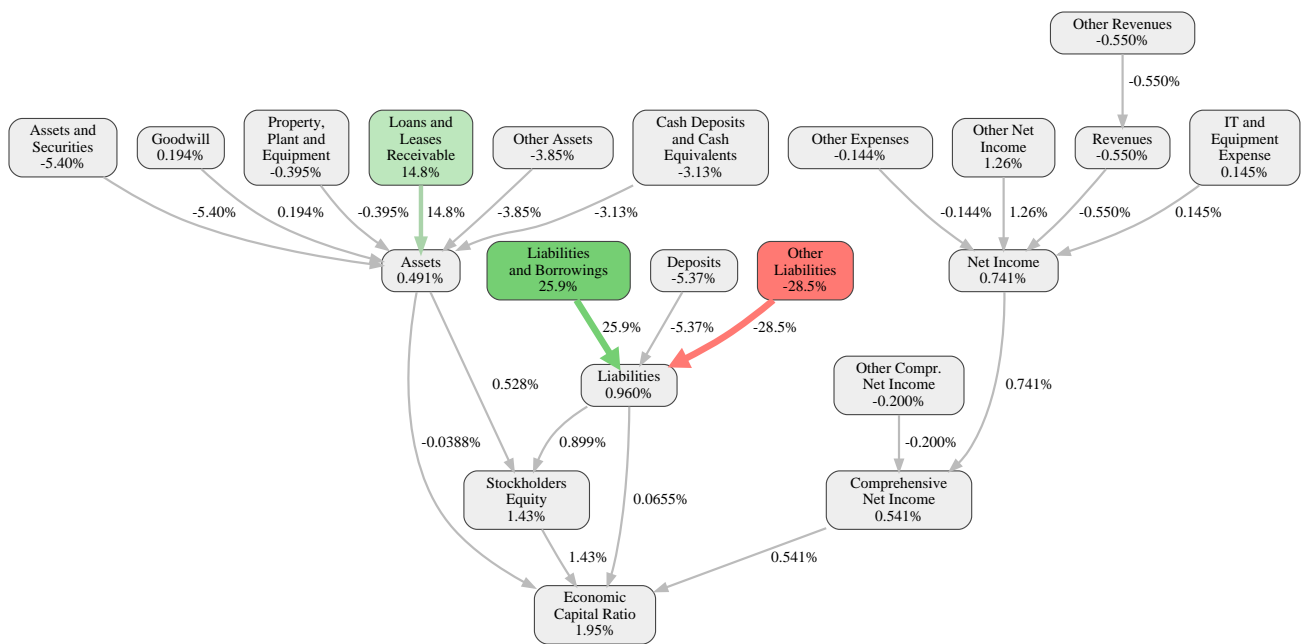 Other Revenues
-0.550%
-0.550%
Assets and
Securities
-5.40%
Goodwill
0.194%
Property,
Plant and
Equipment
-0.395%
Loans and
Leases
Receivable
14.8%
Other Assets
-3.85%
Cash Deposits
and Cash
Equivalents
-3.13%
Other Expenses
-0.144%
Other Net
Income
1.26%
Revenues
-0.550%
IT and
Equipment
Expense
0.145%
-5.40%
0.194%
-0.395%
14.8%
-3.85%
-3.13%
-0.144%
1.26%
-0.550%
0.145%
Assets
0.491%
Liabilities
and Borrowings
25.9%
Deposits
-5.37%
Other
Liabilities
-28.5%
Net Income
0.741%
25.9%
-5.37%
-28.5%
0.528%
Liabilities
0.960%
Other Compr.
Net Income
-0.200%
0.741%
-0.0388%
0.899%
-0.200%
Stockholders
Equity
1.43%
0.0655%
Comprehensive
Net Income
0.541%
1.43%
0.541%
Economic
Capital Ratio
1.95%